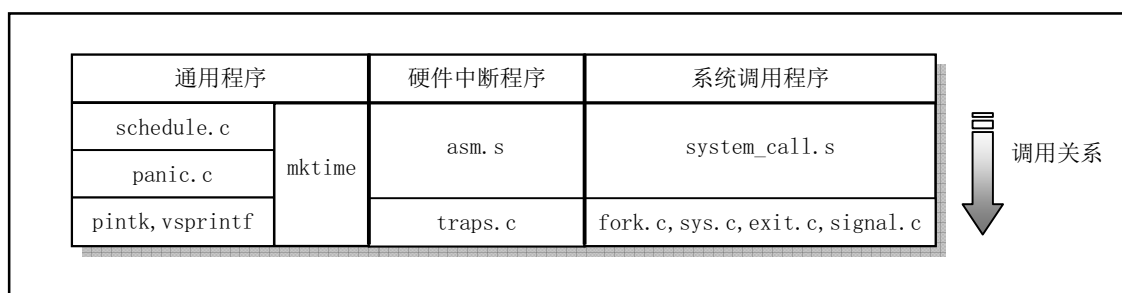 通用程序 硬件中断程序 系统调用程序
schedule.c
panic.c
mktime
asm.s
system_call.s
调用关系
pintk,vsprintf
traps.c
fork.c,sys.c,exit.c,signal.c